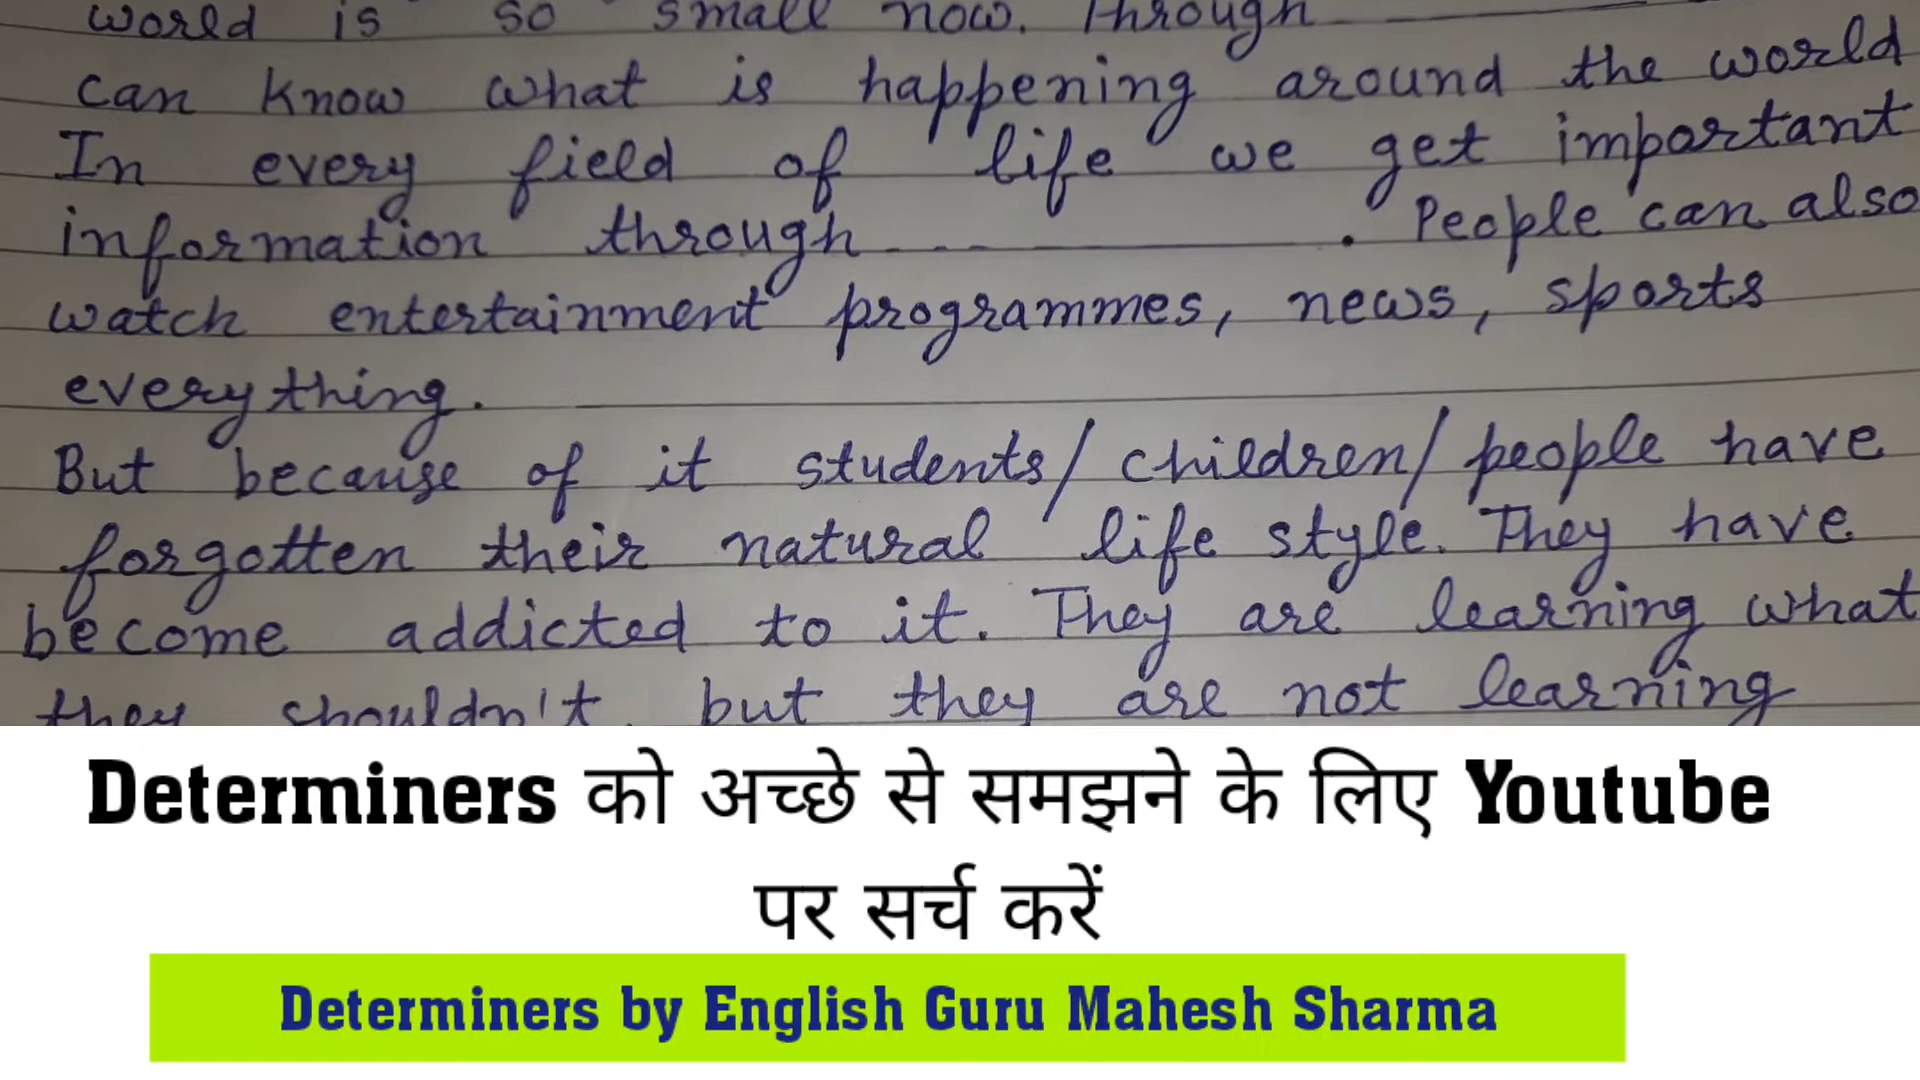 world is so small now. Through
can know what is happening around the world
In every field of life we get important
information through ____________. People can also
watch entertainment programmes, news, sports
everything.
But because of it students/children/people have
forgotten their natural life style. They have
become addicted to it. They are learning what
they shouldn't, but they are not learning
Determiners को अच्छे से समझने के लिए Youtube
पर सर्च करें
Determiners by English Guru Mahesh Sharma